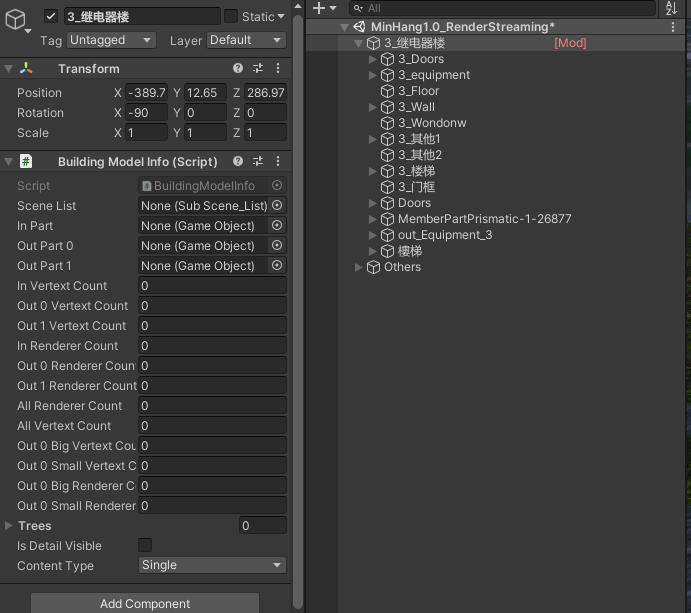 3_继电器楼 Static
Tag Untagged Layer Default
Transform
Position X -389.7 Y 12.65 Z 286.97
Rotation X -90 Y 0 Z 0
Scale X 1 Y 1 Z 1
# Building Model Info (Script)
Script BuildingModelInfo
Scene List None (Sub Scene_List)
In Part None (Game Object)
Out Part 0 None (Game Object)
Out Part 1 None (Game Object)
In Vertext Count 0
Out 0 Vertext Count 0
Out 1 Vertext Count 0
In Renderer Count 0
Out 0 Renderer Coun 0
Out 1 Renderer Count 0
All Renderer Count 0
All Vertext Count 0
Out 0 Big Vertext Cou 0
Out 0 Small Vertext C 0
Out 0 Big Renderer C 0
Out 0 Small Renderer 0
Trees 0
Is Detail Visible
Content Type Single
Add Component
All
MinHang1.0_RenderStreaming*
3_继电器楼 [Mod]
3_Doors
3_equipment
3_Floor
3_Wall
3_Wondonw
3_其他1
3_其他2
3_楼梯
3_门框
Doors
MemberPartPrismatic-1-26877
out_Equipment_3
樓梯
Others